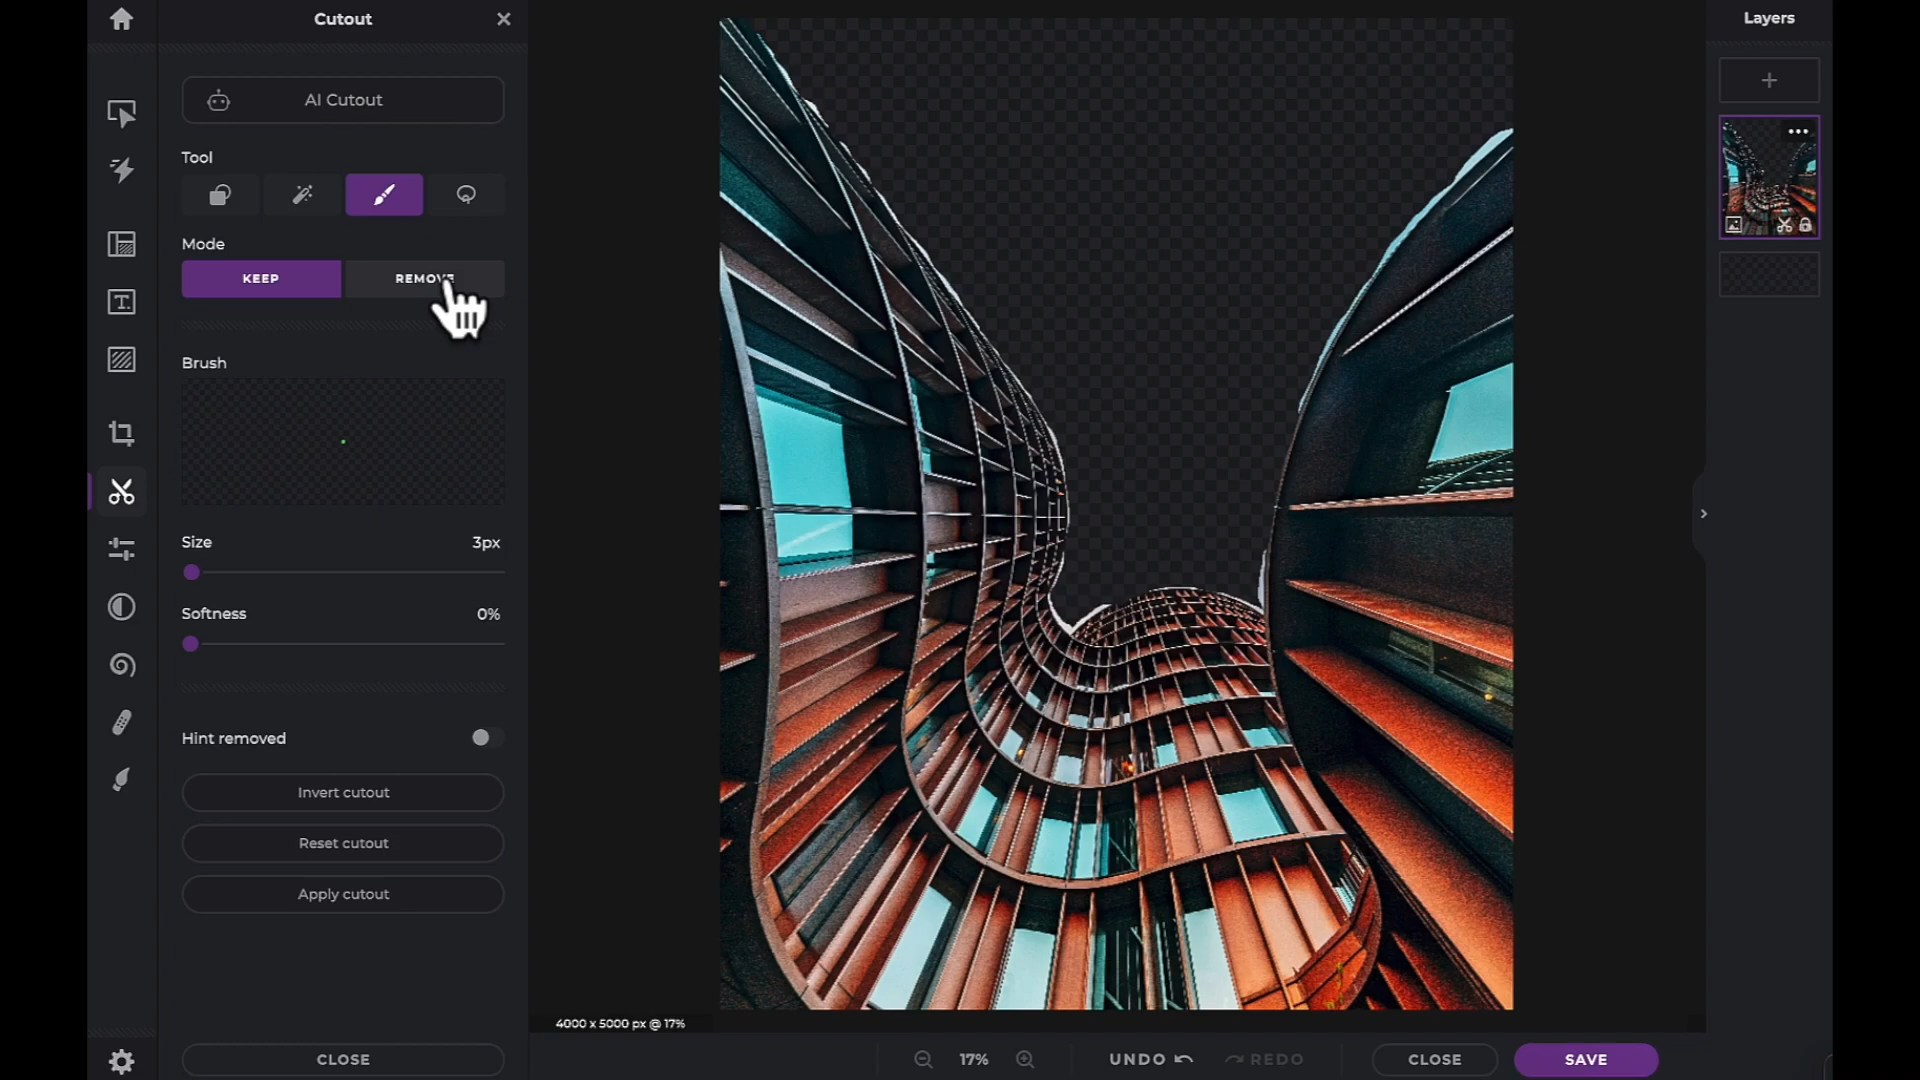 Cutout
Layers
AI Cutout
Tool
Mode
KEEP
REMOVE
Brush
Size
3px
Softness
0%
Hint removed
Invert cutout
Reset cutout
Apply cutout
4000 x 5000 px @ 17%
CLOSE
17%
UNDO
REDO
CLOSE
SAVE